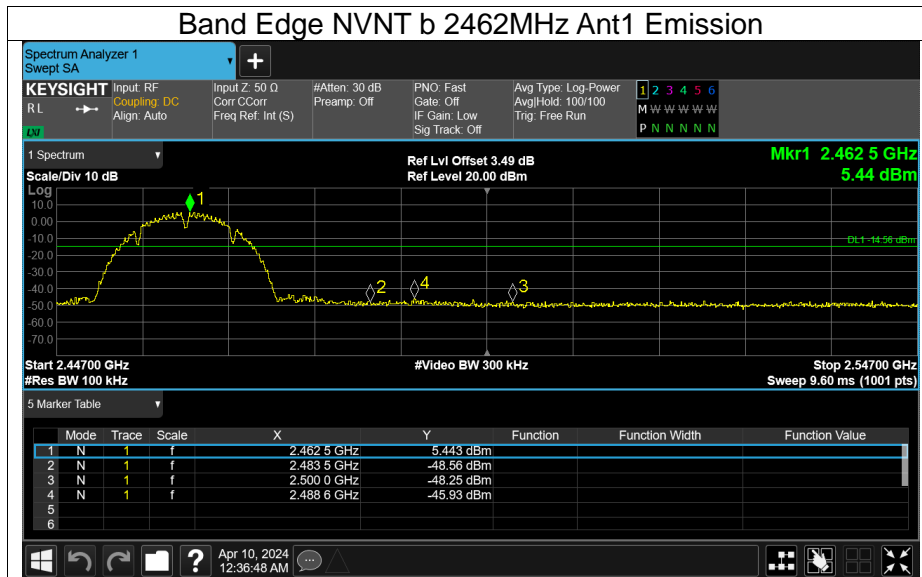 Band Edge NVNT b 2462MHz Ant1 Emission
Spectrum Analyzer 1
Swept SA
+
KEYSIGHT
RL
LXI
Input: RF
Coupling: DC
Align: Auto
Input Z: 50 Ω
Corr CCorr
Freq Ref: Int (S)
#Atten: 30 dB
Preamp: Off
PNO: Fast
Gate: Off
IF Gain: Low
Sig Track: Off
Avg Type: Log-Power
Avg|Hold: 100/100
Trig: Free Run
1 2 3 4 5 6
M W W W W W
P N N N N N
1 Spectrum
Scale/Div 10 dB
Ref Lvl Offset 3.49 dB
Ref Level 20.00 dBm
Mkr1 2.462 5 GHz
5.44 dBm
Log
10.0
0.00
-10.0
-20.0
-30.0
-40.0
-50.0
-60.0
-70.0
1
2
4
3
DL1 -14.56 dBm
Start 2.44700 GHz
#Res BW 100 kHz
#Video BW 300 kHz
Stop 2.54700 GHz
Sweep 9.60 ms (1001 pts)
5 Marker Table
Mode Trace Scale X Y Function Function Width Function Value
1 N 1 f 2.462 5 GHz 5.443 dBm
2 N 1 f 2.483 5 GHz -48.56 dBm
3 N 1 f 2.500 0 GHz -48.25 dBm
4 N 1 f 2.488 6 GHz -45.93 dBm
5
6
?
Apr 10, 2024
12:36:48 AM